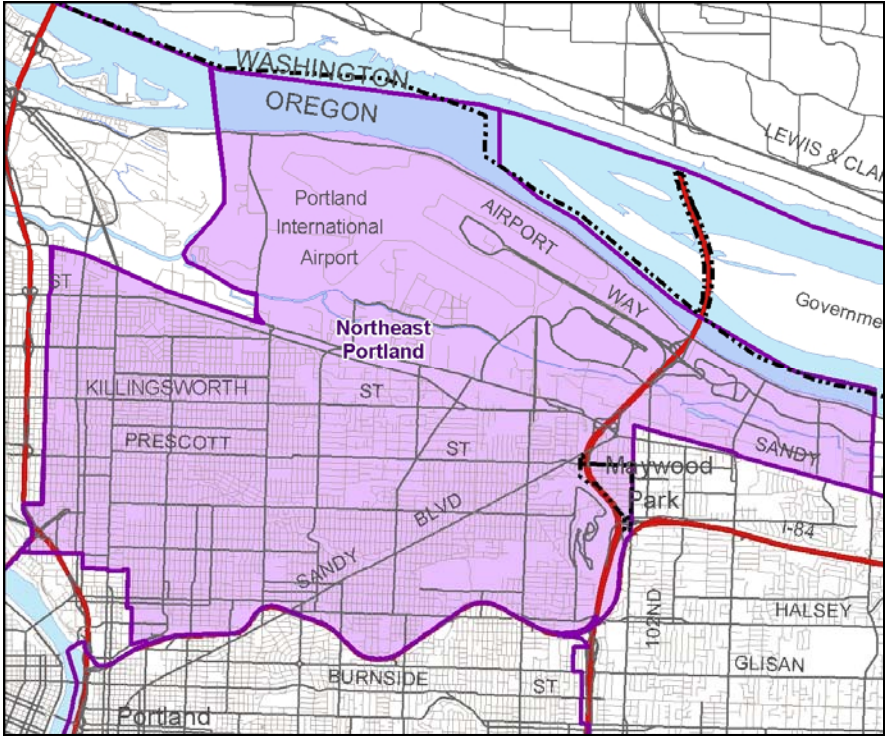 WASHINGTON
OREGON
LEWIS & CLAR
Portland
International
Airport
AIRPORT
WAY
ST
Governme
Northeast
Portland
KILLINGSWORTH
ST
PRESCOTT
ST
SANDY
Maywood
Park
SANDY
BLVD
I-84
102ND
HALSEY
GLISAN
BURNSIDE
ST
Portland